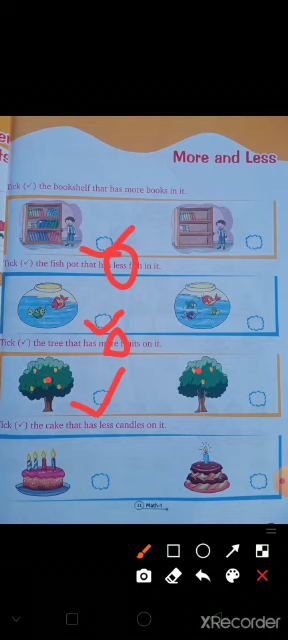 More and Less
Tick (✓) the bookshelf that has more books in it.
Tick (✓) the fish pot that has less fish in it.
Tick (✓) the tree that has more fruits on it.
Tick (✓) the cake that has less candles on it.
Math-1
XRecorder